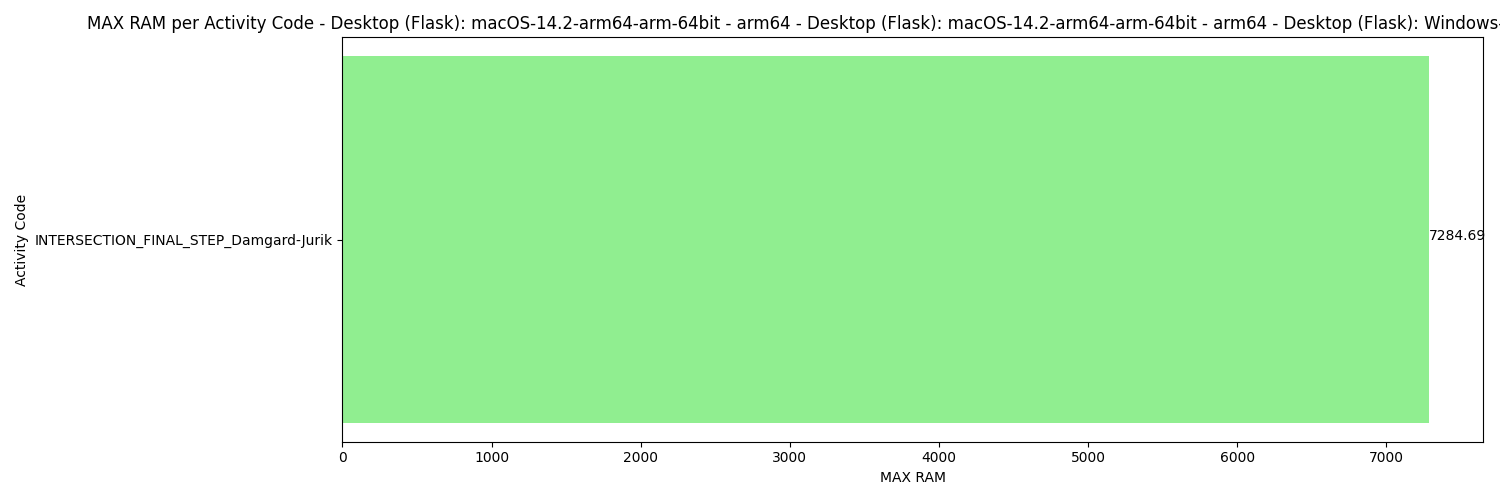 MAX RAM per Activity Code - Desktop (Flask): macOS-14.2-arm64-arm-64bit - arm64 - Desktop (Flask): macOS-14.2-arm64-arm-64bit - arm64 - Desktop (Flask): Windows-
Activity Code
INTERSECTION_FINAL_STEP_Damgard-Jurik
7284.69
0 1000 2000 3000 4000 5000 6000 7000
MAX RAM